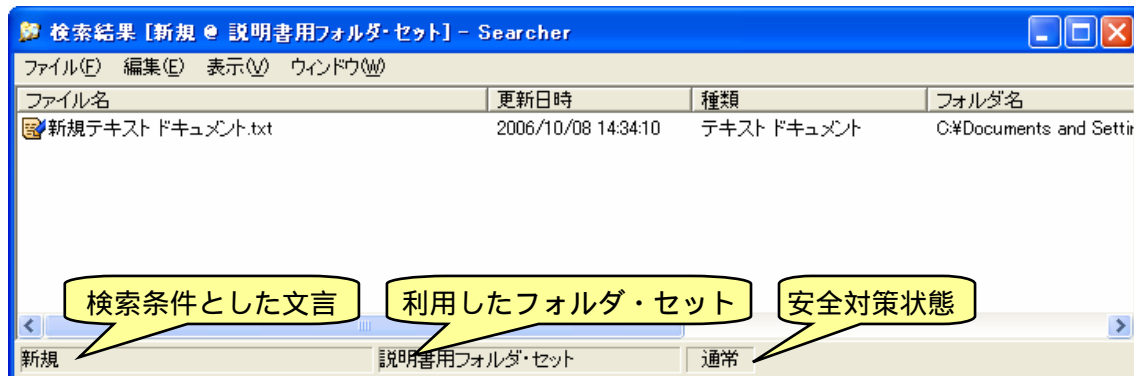 検索結果 [新規 @ 説明書用フォルダ・セット] - Searcher
ファイル(F) 編集(E) 表示(V) ウィンドウ(W)
ファイル名 更新日時 種類 フォルダ名
新規テキスト ドキュメント.txt 2006/10/08 14:34:10 テキスト ドキュメント C:¥Documents and Settin
検索条件とした文言 利用したフォルダ・セット 安全対策状態
新規 説明書用フォルダ・セット 通常